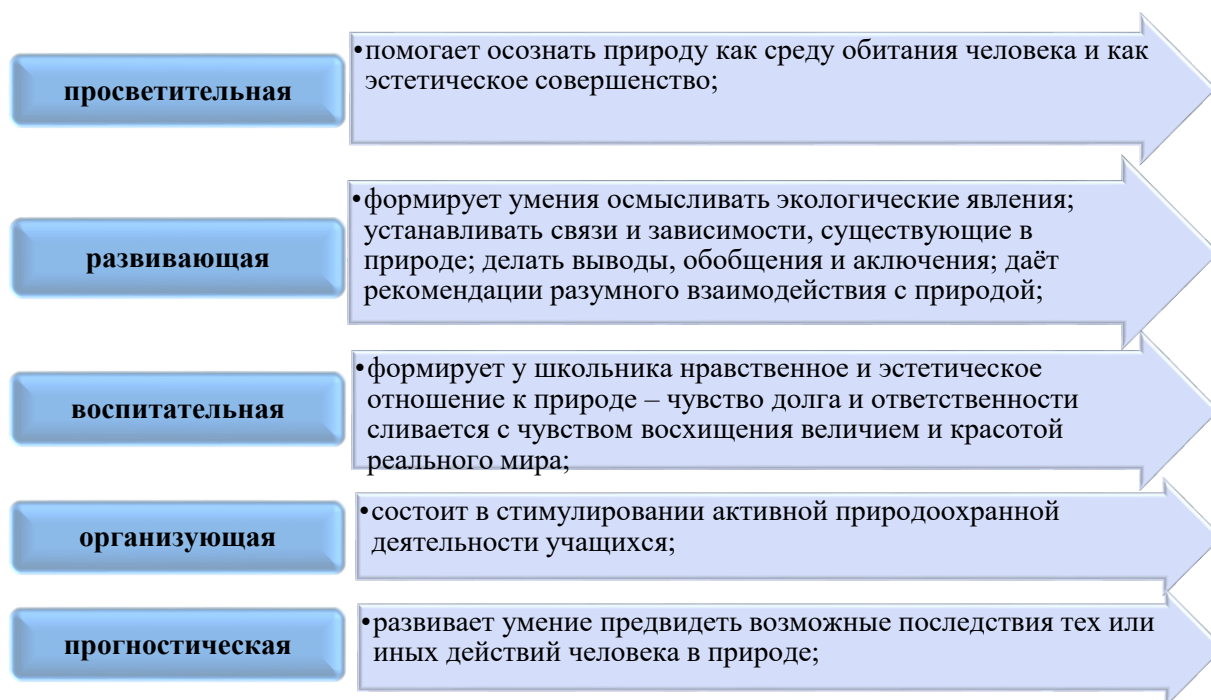 просветительная
•помогает осознать природу как среду обитания человека и как
эстетическое совершенство;
развивающая
•формирует умения осмысливать экологические явления;
устанавливать связи и зависимости, существующие в
природе; делать выводы, обобщения и аключения; даёт
рекомендации разумного взаимодействия с природой;
воспитательная
•формирует у школьника нравственное и эстетическое
отношение к природе – чувство долга и ответственности
сливается с чувством восхищения величием и красотой
реального мира;
организующая
•состоит в стимулировании активной природоохранной
деятельности учащихся;
прогностическая
•развивает умение предвидеть возможные последствия тех или
иных действий человека в природе;